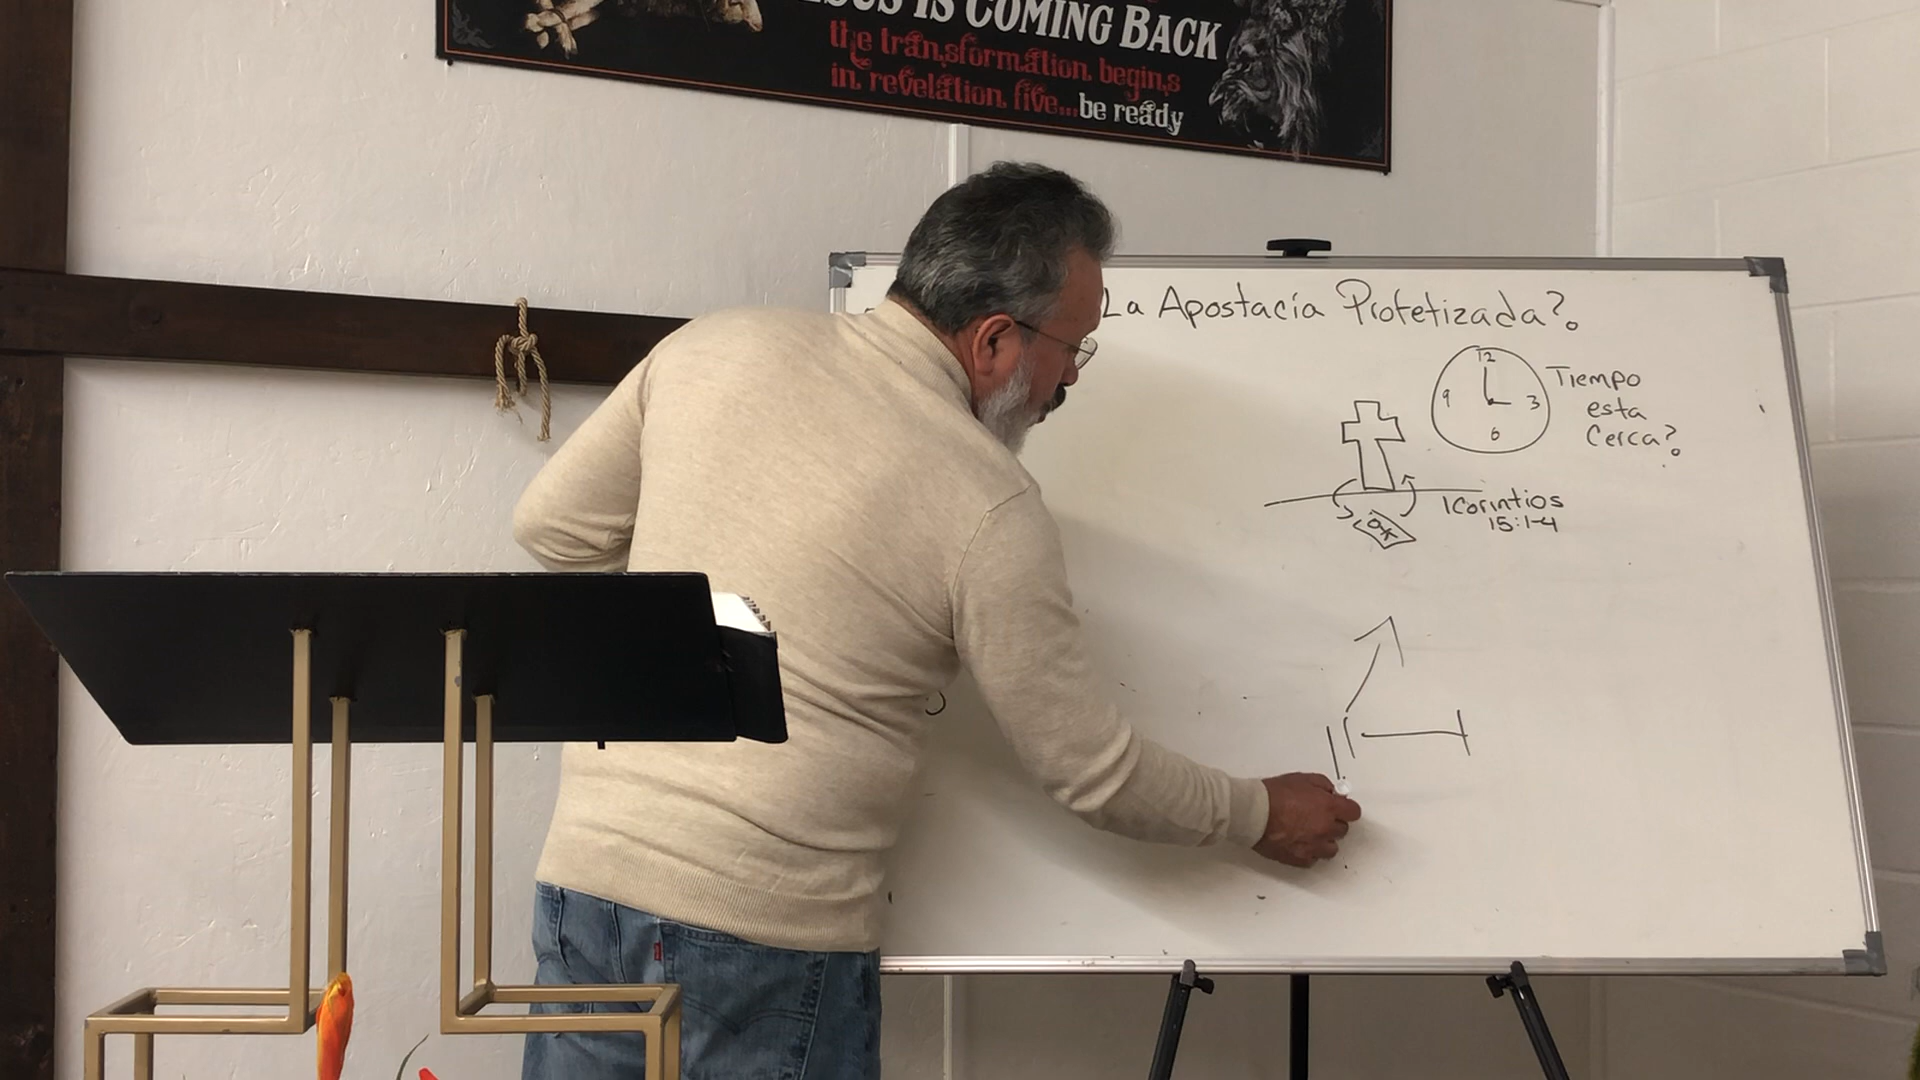 IS COMING BACK
the transformation begins
in revelation five...be ready
La Apostacía Profetizada?
12
9
3
6
Tiempo
esta
Cerca?
1Corintios
15:1-4